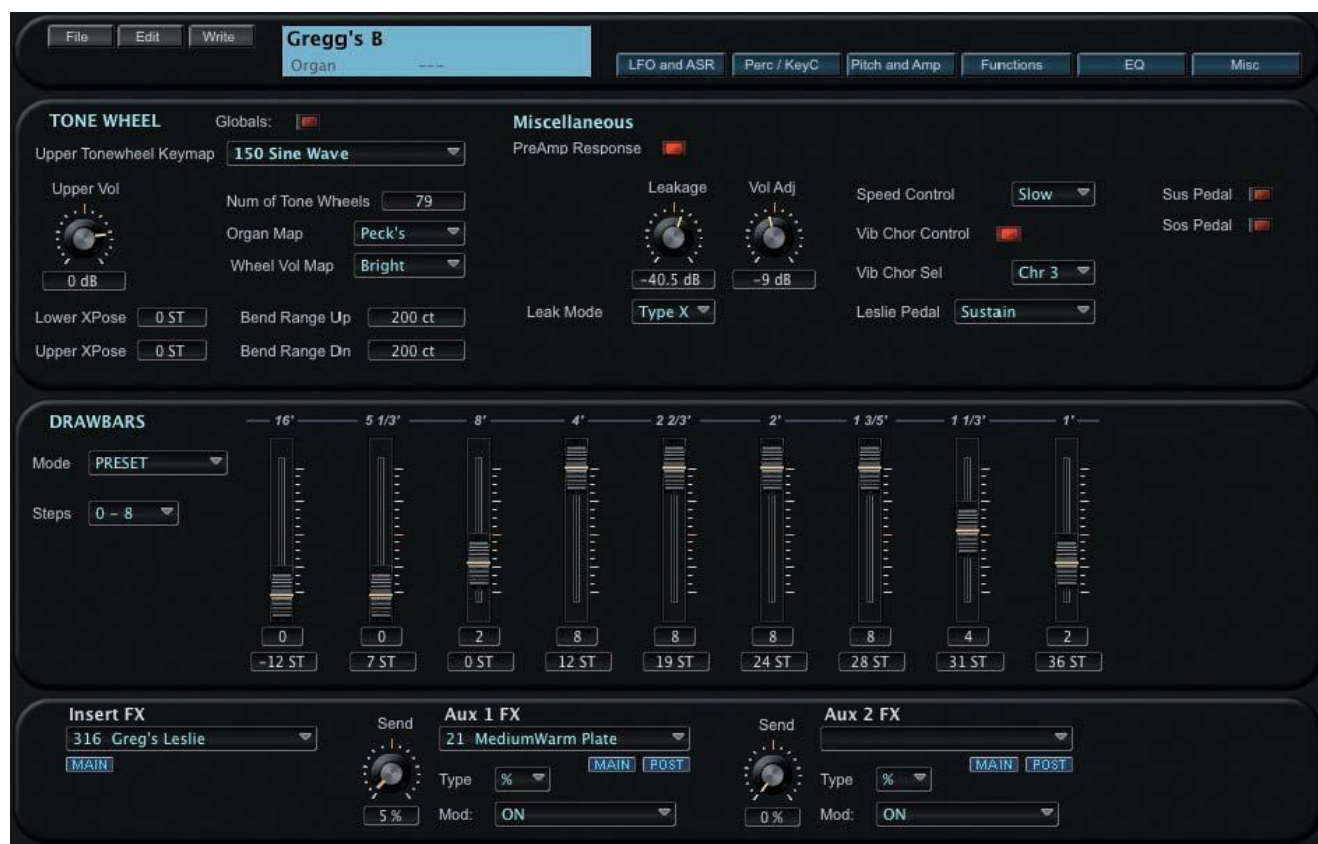 File Edit Write
Gregg's B
Organ ---
LFO and ASR Perc / KeyC Pitch and Amp Functions EQ Misc
TONE WHEEL Globals:
Upper Tonewheel Keymap 150 Sine Wave
Upper Vol
0 dB
Num of Tone Wheels 79
Organ Map Peck's
Wheel Vol Map Bright
Lower XPose 0 ST Bend Range Up 200 ct
Upper XPose 0 ST Bend Range Dn 200 ct
Miscellaneous
PreAmp Response
Leakage Vol Adj
-40.5 dB -9 dB
Leak Mode Type X
Speed Control Slow
Vib Chor Control
Vib Chor Sel Chr 3
Leslie Pedal Sustain
Sus Pedal
Sos Pedal
DRAWBARS
Mode PRESET
Steps 0 - 8
16' 5 1/3' 8' 4' 2 2/3' 2' 1 3/5' 1 1/3' 1'
0 0 2 8 8 8 8 4 2
-12 ST 7 ST 0 ST 12 ST 19 ST 24 ST 28 ST 31 ST 36 ST
Insert FX
316 Greg's Leslie
MAIN
Send
5 %
Aux 1 FX
21 MediumWarm Plate
MAIN POST
Type %
Mod: ON
Send
0 %
Aux 2 FX
MAIN POST
Type %
Mod: ON